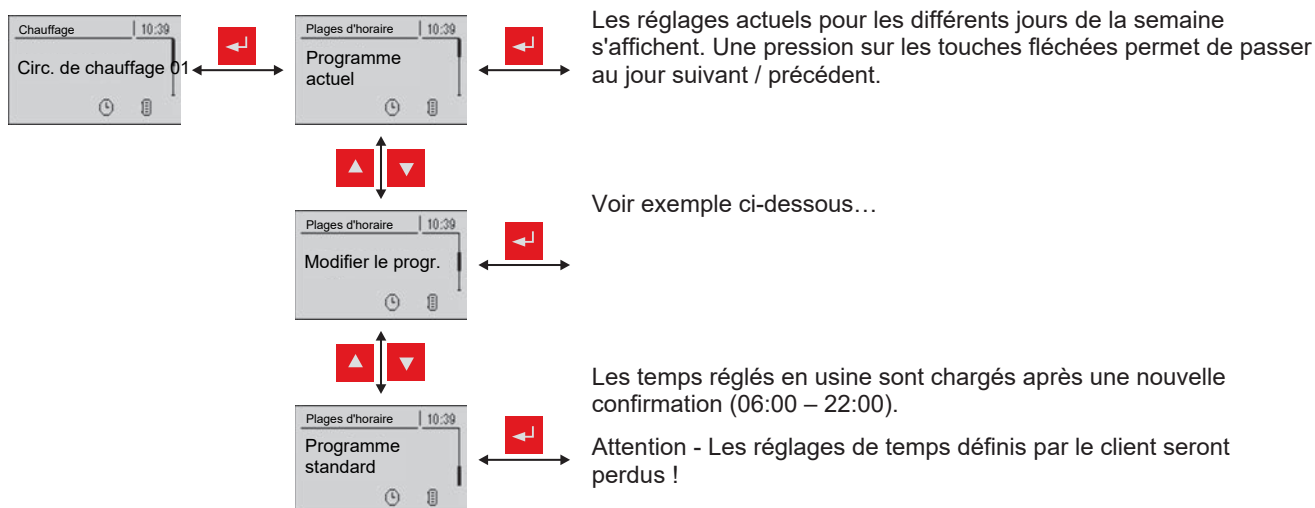 Chauffage 10:39
Circ. de chauffage 01
Plages d'horaire 10:39
Programme
actuel
Les réglages actuels pour les différents jours de la semaine
s'affichent. Une pression sur les touches fléchées permet de passer
au jour suivant / précédent.
Plages d'horaire 10:39
Modifier le progr.
Voir exemple ci-dessous…
Plages d'horaire 10:39
Programme
standard
Les temps réglés en usine sont chargés après une nouvelle
confirmation (06:00 – 22:00).
Attention - Les réglages de temps définis par le client seront
perdus !